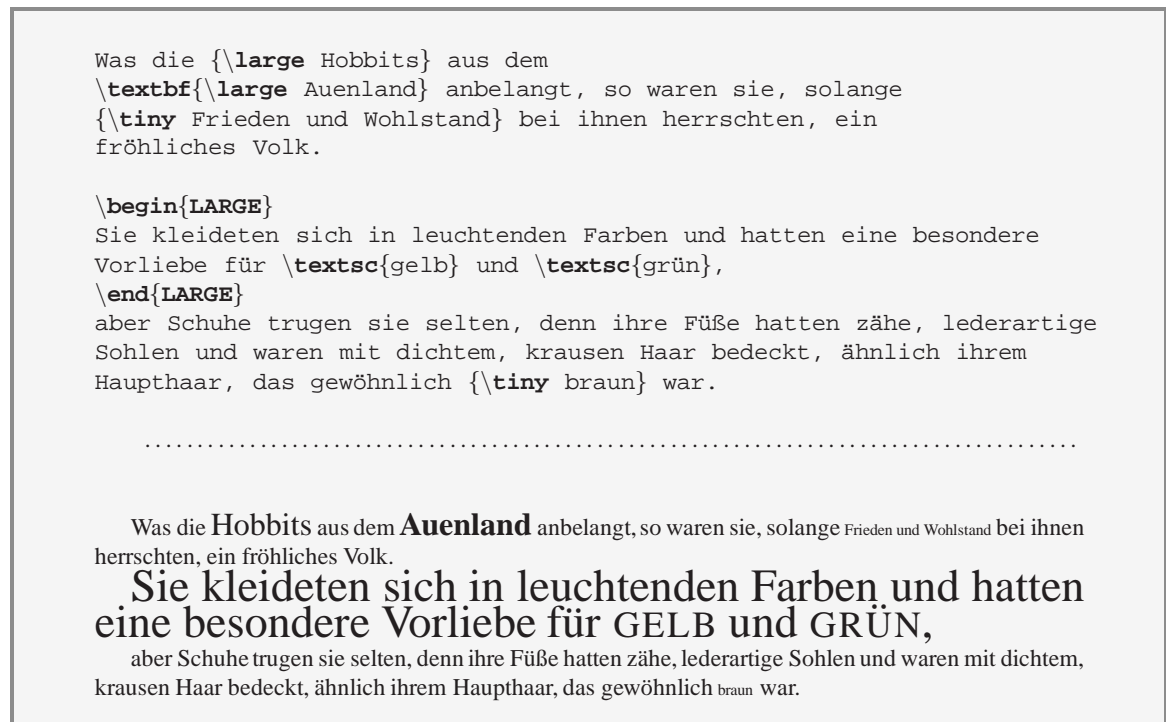 Was die {\large Hobbits} aus dem
\textbf{\large Auenland} anbelangt, so waren sie, solange
{\tiny Frieden und Wohlstand} bei ihnen herrschten, ein
fröhliches Volk.
\begin{LARGE}
Sie kleideten sich in leuchtenden Farben und hatten eine besondere
Vorliebe für \textsc{gelb} und \textsc{grün},
\end{LARGE}
aber Schuhe trugen sie selten, denn ihre Füße hatten zähe, lederartige
Sohlen und waren mit dichtem, krausen Haar bedeckt, ähnlich ihrem
Haupthaar, das gewöhnlich {\tiny braun} war.
Was die Hobbits aus dem Auenland anbelangt, so waren sie, solange Frieden und Wohlstand bei ihnen
herrschten, ein fröhliches Volk.
Sie kleideten sich in leuchtenden Farben und hatten
eine besondere Vorliebe für GELB und GRÜN,
aber Schuhe trugen sie selten, denn ihre Füße hatten zähe, lederartige Sohlen und waren mit dichtem,
krausen Haar bedeckt, ähnlich ihrem Haupthaar, das gewöhnlich braun war.